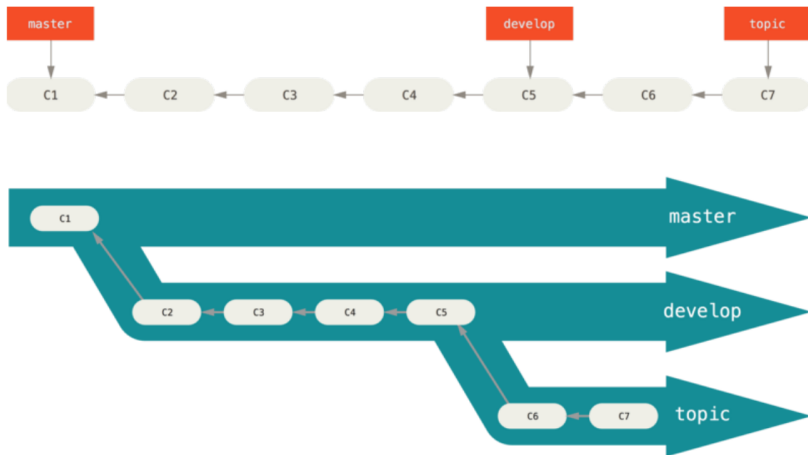 master develop topic
C1 C2 C3 C4 C5 C6 C7
C1 master
C2 C3 C4 C5 develop
C6 C7 topic